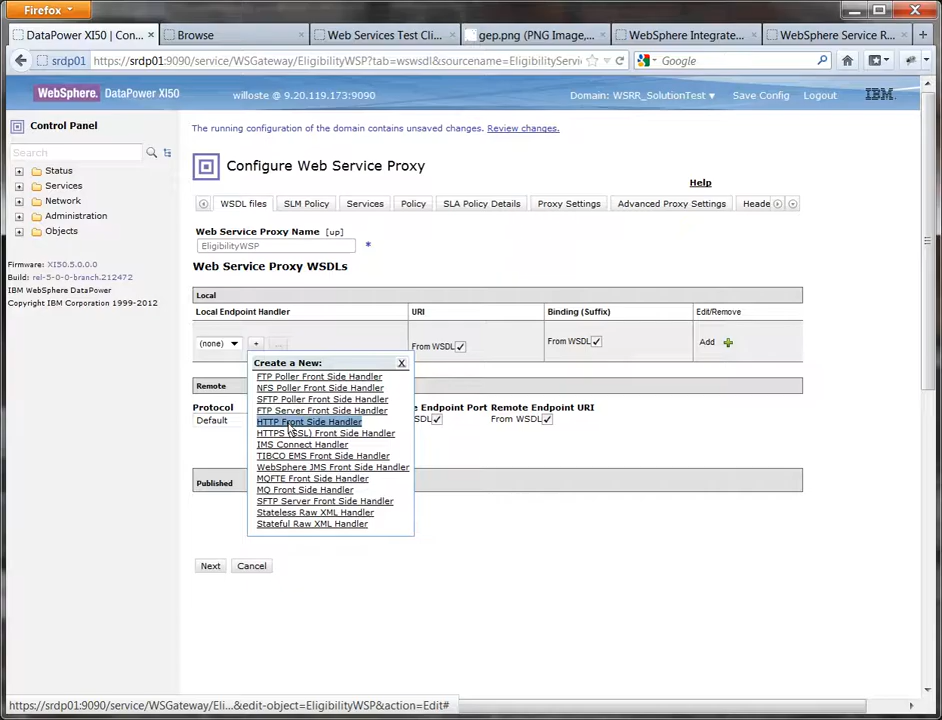 Firefox
DataPower XI50 | Con...
Browse
Web Services Test Cli...
gep.png (PNG Image,...
WebSphere Integrate...
WebSphere Service R...
srdp01
https://srdp01:9090/service/WSGateway/EligibilityWSP?tab=wswsdl&sourcename=EligibilityServi
Google
WebSphere. DataPower XI50
willoste @ 9.20.119.173:9090
Domain: WSRR_SolutionTest
Save Config
Logout
IBM
Control Panel
Search
Status
Services
Network
Administration
Objects
Firmware: XI50.5.0.0.0
Build: rel-5-0-0-branch.212472
IBM WebSphere DataPower
Copyright IBM Corporation 1999-2012
The running configuration of the domain contains unsaved changes. Review changes.
Configure Web Service Proxy
Help
WSDL files
SLM Policy
Services
Policy
SLA Policy Details
Proxy Settings
Advanced Proxy Settings
Heade
Web Service Proxy Name [up]
EligibilityWSP *
Web Service Proxy WSDLs
Local
Local Endpoint Handler
URI
Binding (Suffix)
Edit/Remove
(none)
+
...
From WSDL
From WSDL
Add
Create a New:
X
FTP Poller Front Side Handler
NFS Poller Front Side Handler
SFTP Poller Front Side Handler
FTP Server Front Side Handler
HTTP Front Side Handler
HTTPS (SSL) Front Side Handler
IMS Connect Handler
TIBCO EMS Front Side Handler
WebSphere JMS Front Side Handler
MQFTE Front Side Handler
MQ Front Side Handler
SFTP Server Front Side Handler
Stateless Raw XML Handler
Stateful Raw XML Handler
Remote
Protocol
e Endpoint Port
Remote Endpoint URI
Default
SDL
From WSDL
Published
Next
Cancel
https://srdp01:9090/service/WSGateway/Eli...&edit-object=EligibilityWSP&action=Edit#